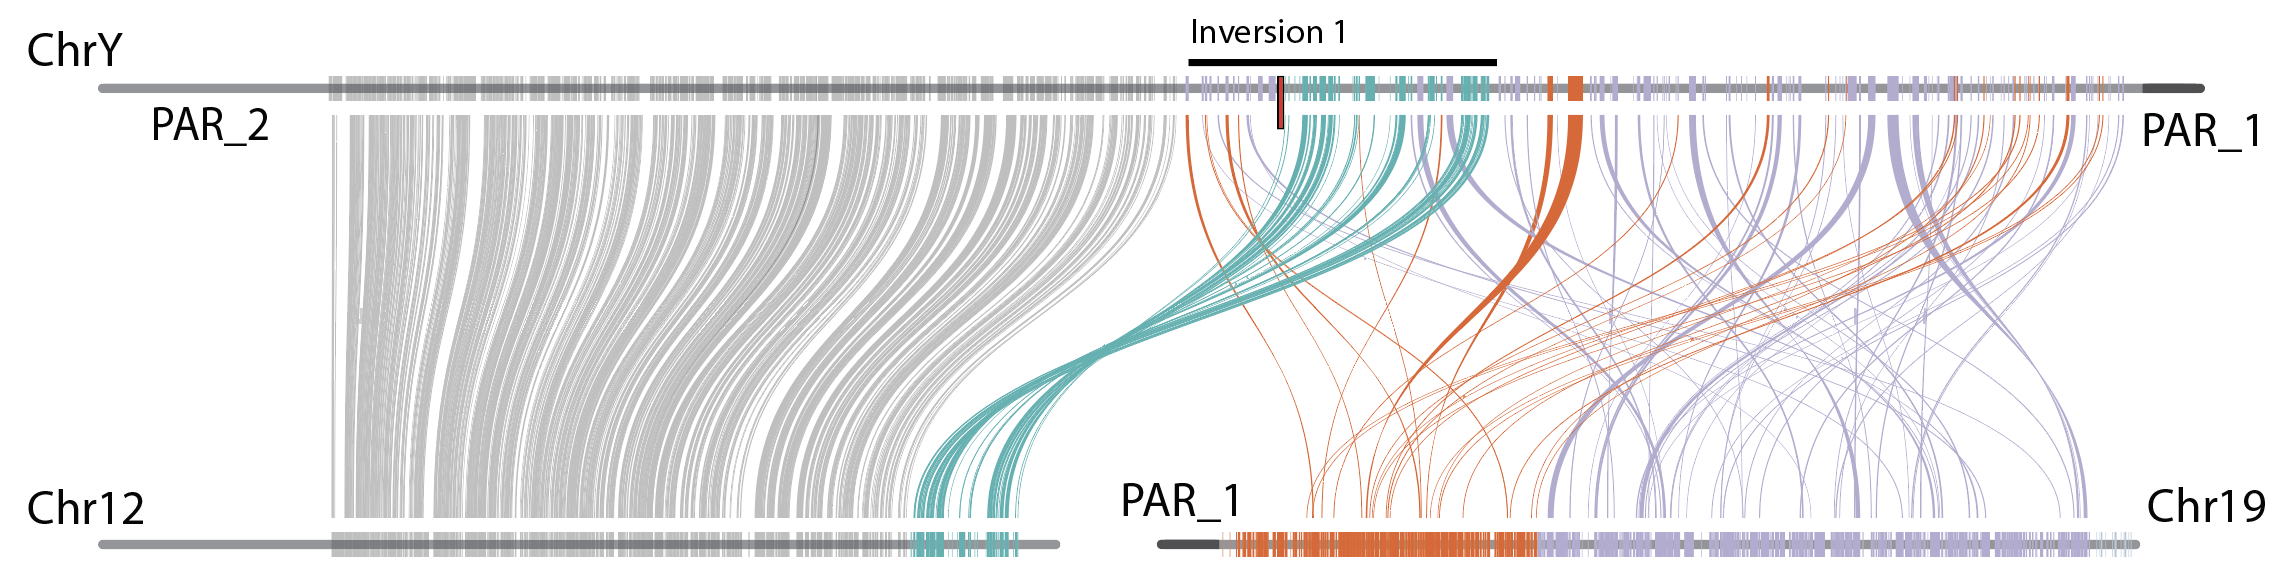 Inversion 1
ChrY
PAR_2
PAR_1
PAR_1
Chr12
Chr19